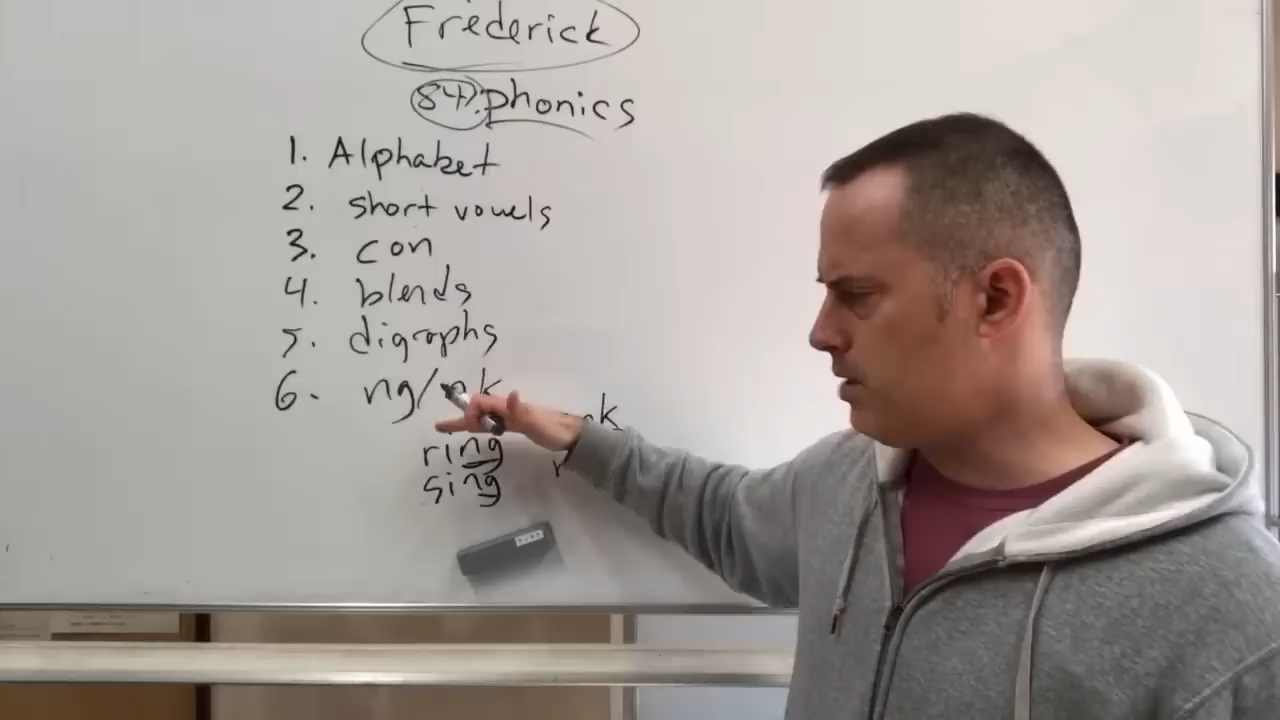 Frederick
84% phonics
1. Alphabet
2. short vowels
3. con
4. blends
5. digraphs
6. ng/nk
ring
sing